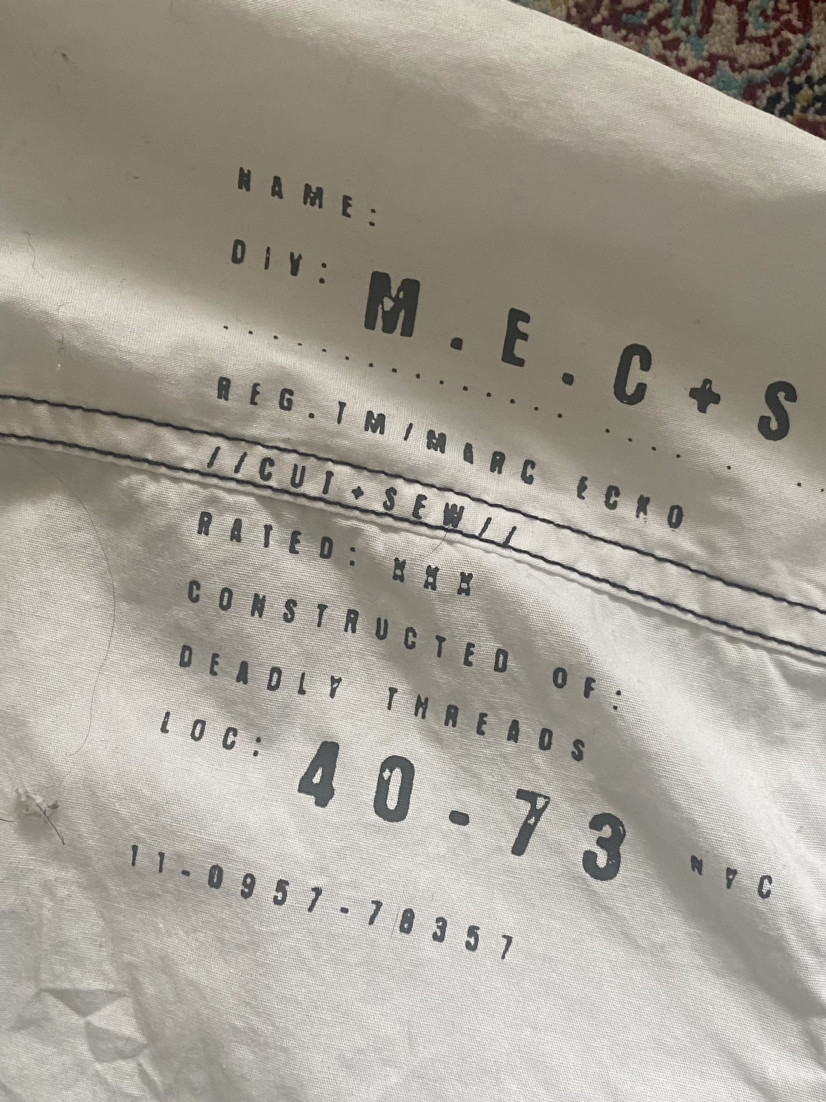 NAME:
DIV: M.E.C+S
REG.TM/MARC ECKO
//CUT+SEW//
RATED: XXX
CONSTRUCTED OF:
DEADLY THREADS
LOC: 40-73 NYC
11-0957-78357